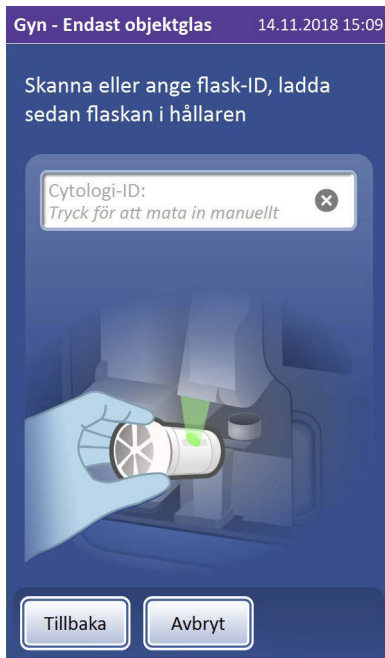 Gyn - Endast objektglas 14.11.2018 15:09
Skanna eller ange flask-ID, ladda
sedan flaskan i hållaren
Cytologi-ID:
Tryck för att mata in manuellt
Tillbaka Avbryt